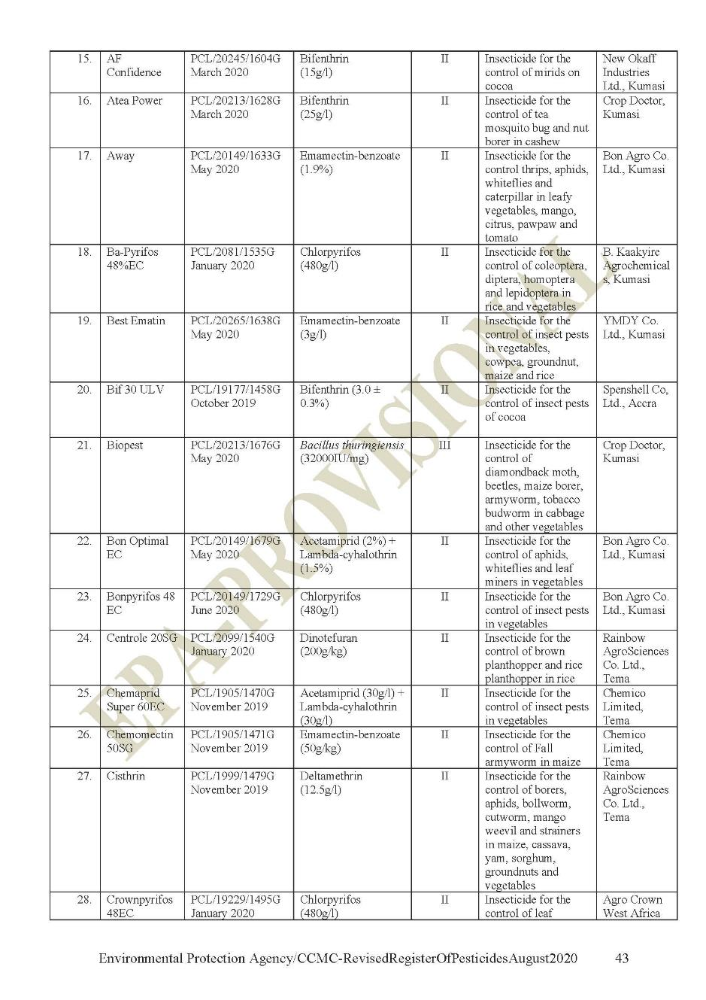 15. AF Confidence PCL/20245/1604G March 2020 Bifenthrin (15g/l) II Insecticide for the control of mirids on cocoa New Okaff Industries Ltd., Kumasi
16. Atea Power PCL/20213/1628G March 2020 Bifenthrin (25g/l) II Insecticide for the control of tea mosquito bug and nut borer in cashew Crop Doctor, Kumasi
17. Away PCL/20149/1633G May 2020 Emamectin-benzoate (1.9%) II Insecticide for the control thrips, aphids, whiteflies and caterpillar in leafy vegetables, mango, citrus, pawpaw and tomato Bon Agro Co. Ltd., Kumasi
18. Ba-Pyrifos 48%EC PCL/2081/1535G January 2020 Chlorpyrifos (480g/l) II Insecticide for the control of coleoptera, diptera, homoptera and lepidoptera in rice and vegetables B. Kaakyire Agrochemical s, Kumasi
19. Best Ematin PCL/20265/1638G May 2020 Emamectin-benzoate (3g/l) II Insecticide for the control of insect pests in vegetables, cowpea, groundnut, maize and rice YMDY Co. Ltd., Kumasi
20. Bif 30 ULV PCL/19177/1458G October 2019 Bifenthrin (3.0 ± 0.3%) II Insecticide for the control of insect pests of cocoa Spenshell Co, Ltd., Accra
21. Biopest PCL/20213/1676G May 2020 Bacillus thuringiensis (32000IU/mg) III Insecticide for the control of diamondback moth, beetles, maize borer, armyworm, tobacco budworm in cabbage and other vegetables Crop Doctor, Kumasi
22. Bon Optimal EC PCL/20149/1679G May 2020 Acetamiprid (2%) + Lambda-cyhalothrin (1.5%) II Insecticide for the control of aphids, whiteflies and leaf miners in vegetables Bon Agro Co. Ltd., Kumasi
23. Bonpyrifos 48 EC PCL/20149/1729G June 2020 Chlorpyrifos (480g/l) II Insecticide for the control of insect pests in vegetables Bon Agro Co. Ltd., Kumasi
24. Centrole 20SG PCL/2099/1540G January 2020 Dinotefuran (200g/kg) II Insecticide for the control of brown planthopper and rice planthopper in rice Rainbow AgroSciences Co. Ltd., Tema
25. Chemaprid Super 60EC PCL/1905/1470G November 2019 Acetamiprid (30g/l) + Lambda-cyhalothrin (30g/l) II Insecticide for the control of insect pests in vegetables Chemico Limited, Tema
26. Chemomectin 50SG PCL/1905/1471G November 2019 Emamectin-benzoate (50g/kg) II Insecticide for the control of Fall armyworm in maize Chemico Limited, Tema
27. Cisthrin PCL/1999/1479G November 2019 Deltamethrin (12.5g/l) II Insecticide for the control of borers, aphids, bollworm, cutworm, mango weevil and strainers in maize, cassava, yam, sorghum, groundnuts and vegetables Rainbow AgroSciences Co. Ltd., Tema
28. Crownpyrifos 48EC PCL/19229/1495G January 2020 Chlorpyrifos (480g/l) II Insecticide for the control of leaf Agro Crown West Africa
EPA-PROVISIONAL
Environmental Protection Agency/CCMC-RevisedRegisterOfPesticidesAugust2020 43